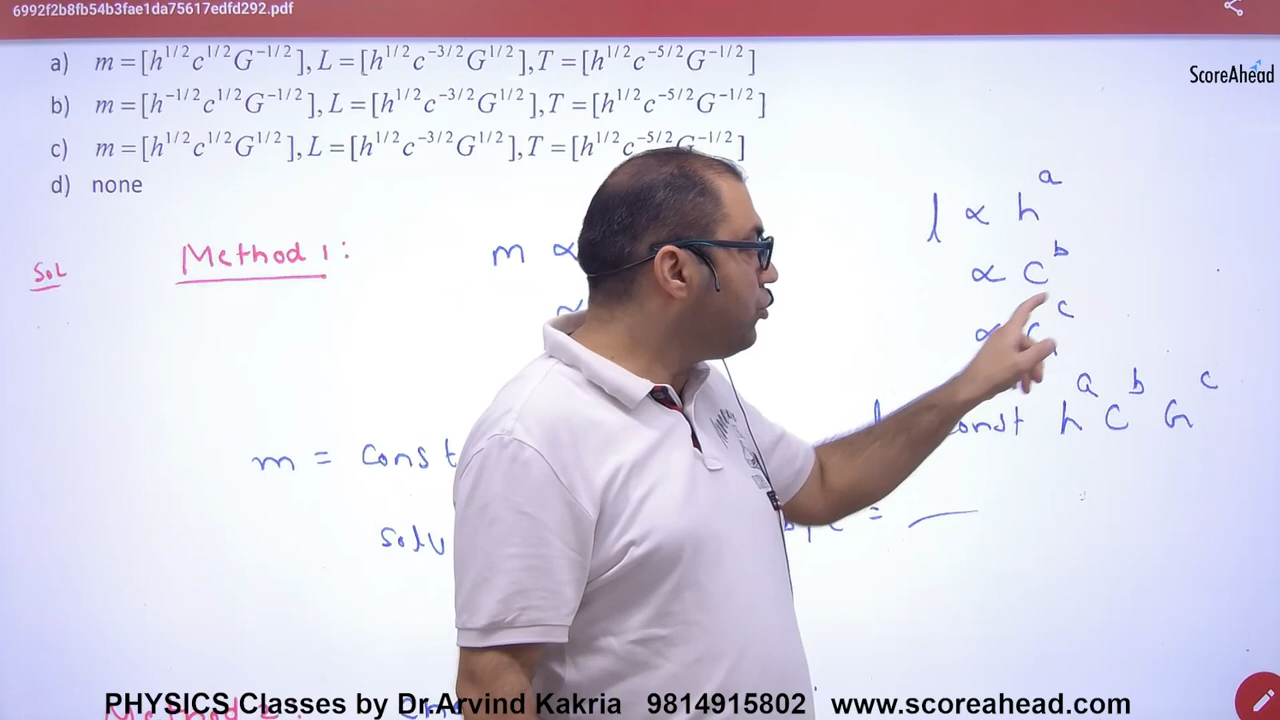 6992f2b8fb54b3fae1da75617edfd292.pdf
ScoreAhead
a) m = [h^{1/2} c^{1/2} G^{-1/2}], L = [h^{1/2} c^{-3/2} G^{1/2}], T = [h^{1/2} c^{-5/2} G^{-1/2}]
b) m = [h^{-1/2} c^{1/2} G^{-1/2}], L = [h^{1/2} c^{-3/2} G^{1/2}], T = [h^{1/2} c^{-5/2} G^{-1/2}]
c) m = [h^{1/2} c^{1/2} G^{1/2}], L = [h^{1/2} c^{-3/2} G^{1/2}], T = [h^{1/2} c^{-5/2} G^{-1/2}]
d) none
Sol
Method 1:
m ∝
l ∝ h^a
∝ c^b
∝
m = Const
h^a c^b G^c
PHYSICS Classes by Dr.Arvind Kakria 9814915802 www.scoreahead.com